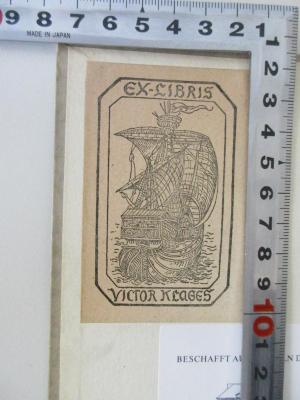 9 8 7 6 5 4 3 2 1
MADE IN JAPAN
EX-LIBRIS
VICTOR KLAGES
1 2 3 4 5 6 7 8 9 10 1 2
BESCHAFFT AU